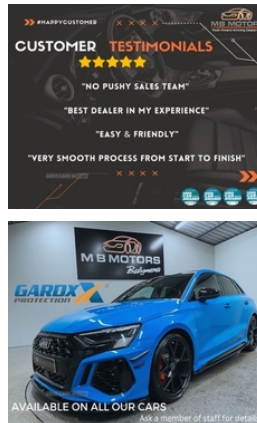 #HAPPYCUSTOMER
M B MOTORS
CUSTOMER TESTIMONIALS
"NO PUSHY SALES TEAM"
"BEST DEALER IN MY EXPERIENCE"
"EASY & FRIENDLY"
"VERY SMOOTH PROCESS FROM START TO FINISH"
M B MOTORS
Ballymena
GARDX
PROTECTION
AVAILABLE ON ALL OUR CARS
Ask a member of staff for details